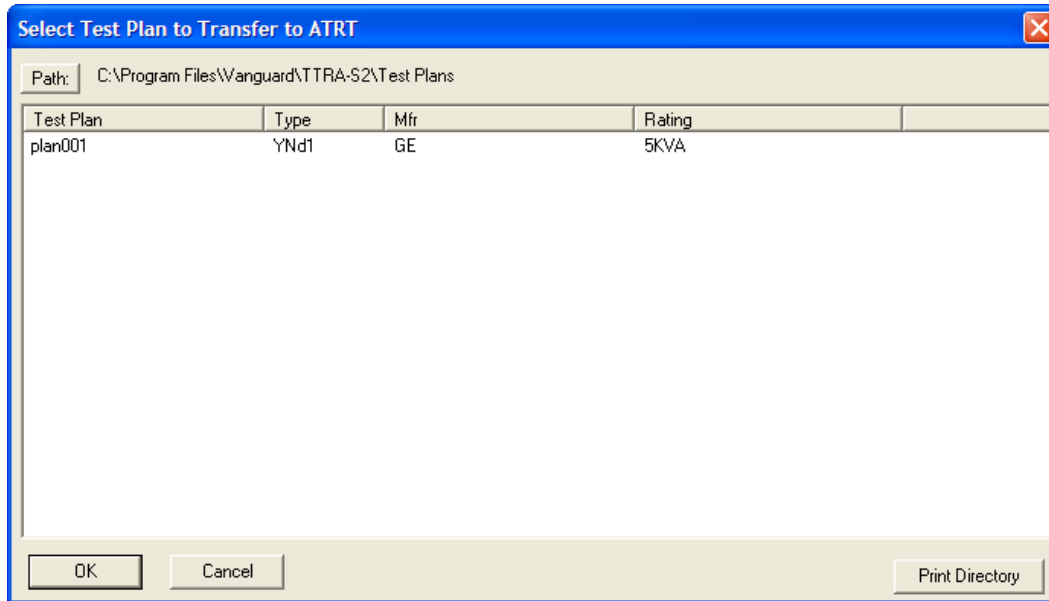 Select Test Plan to Transfer to ATRT
Path: C:\Program Files\Vanguard\TTRA-S2\Test Plans
Test Plan Type Mfr Rating
plan001 YNd1 GE 5KVA
OK Cancel Print Directory